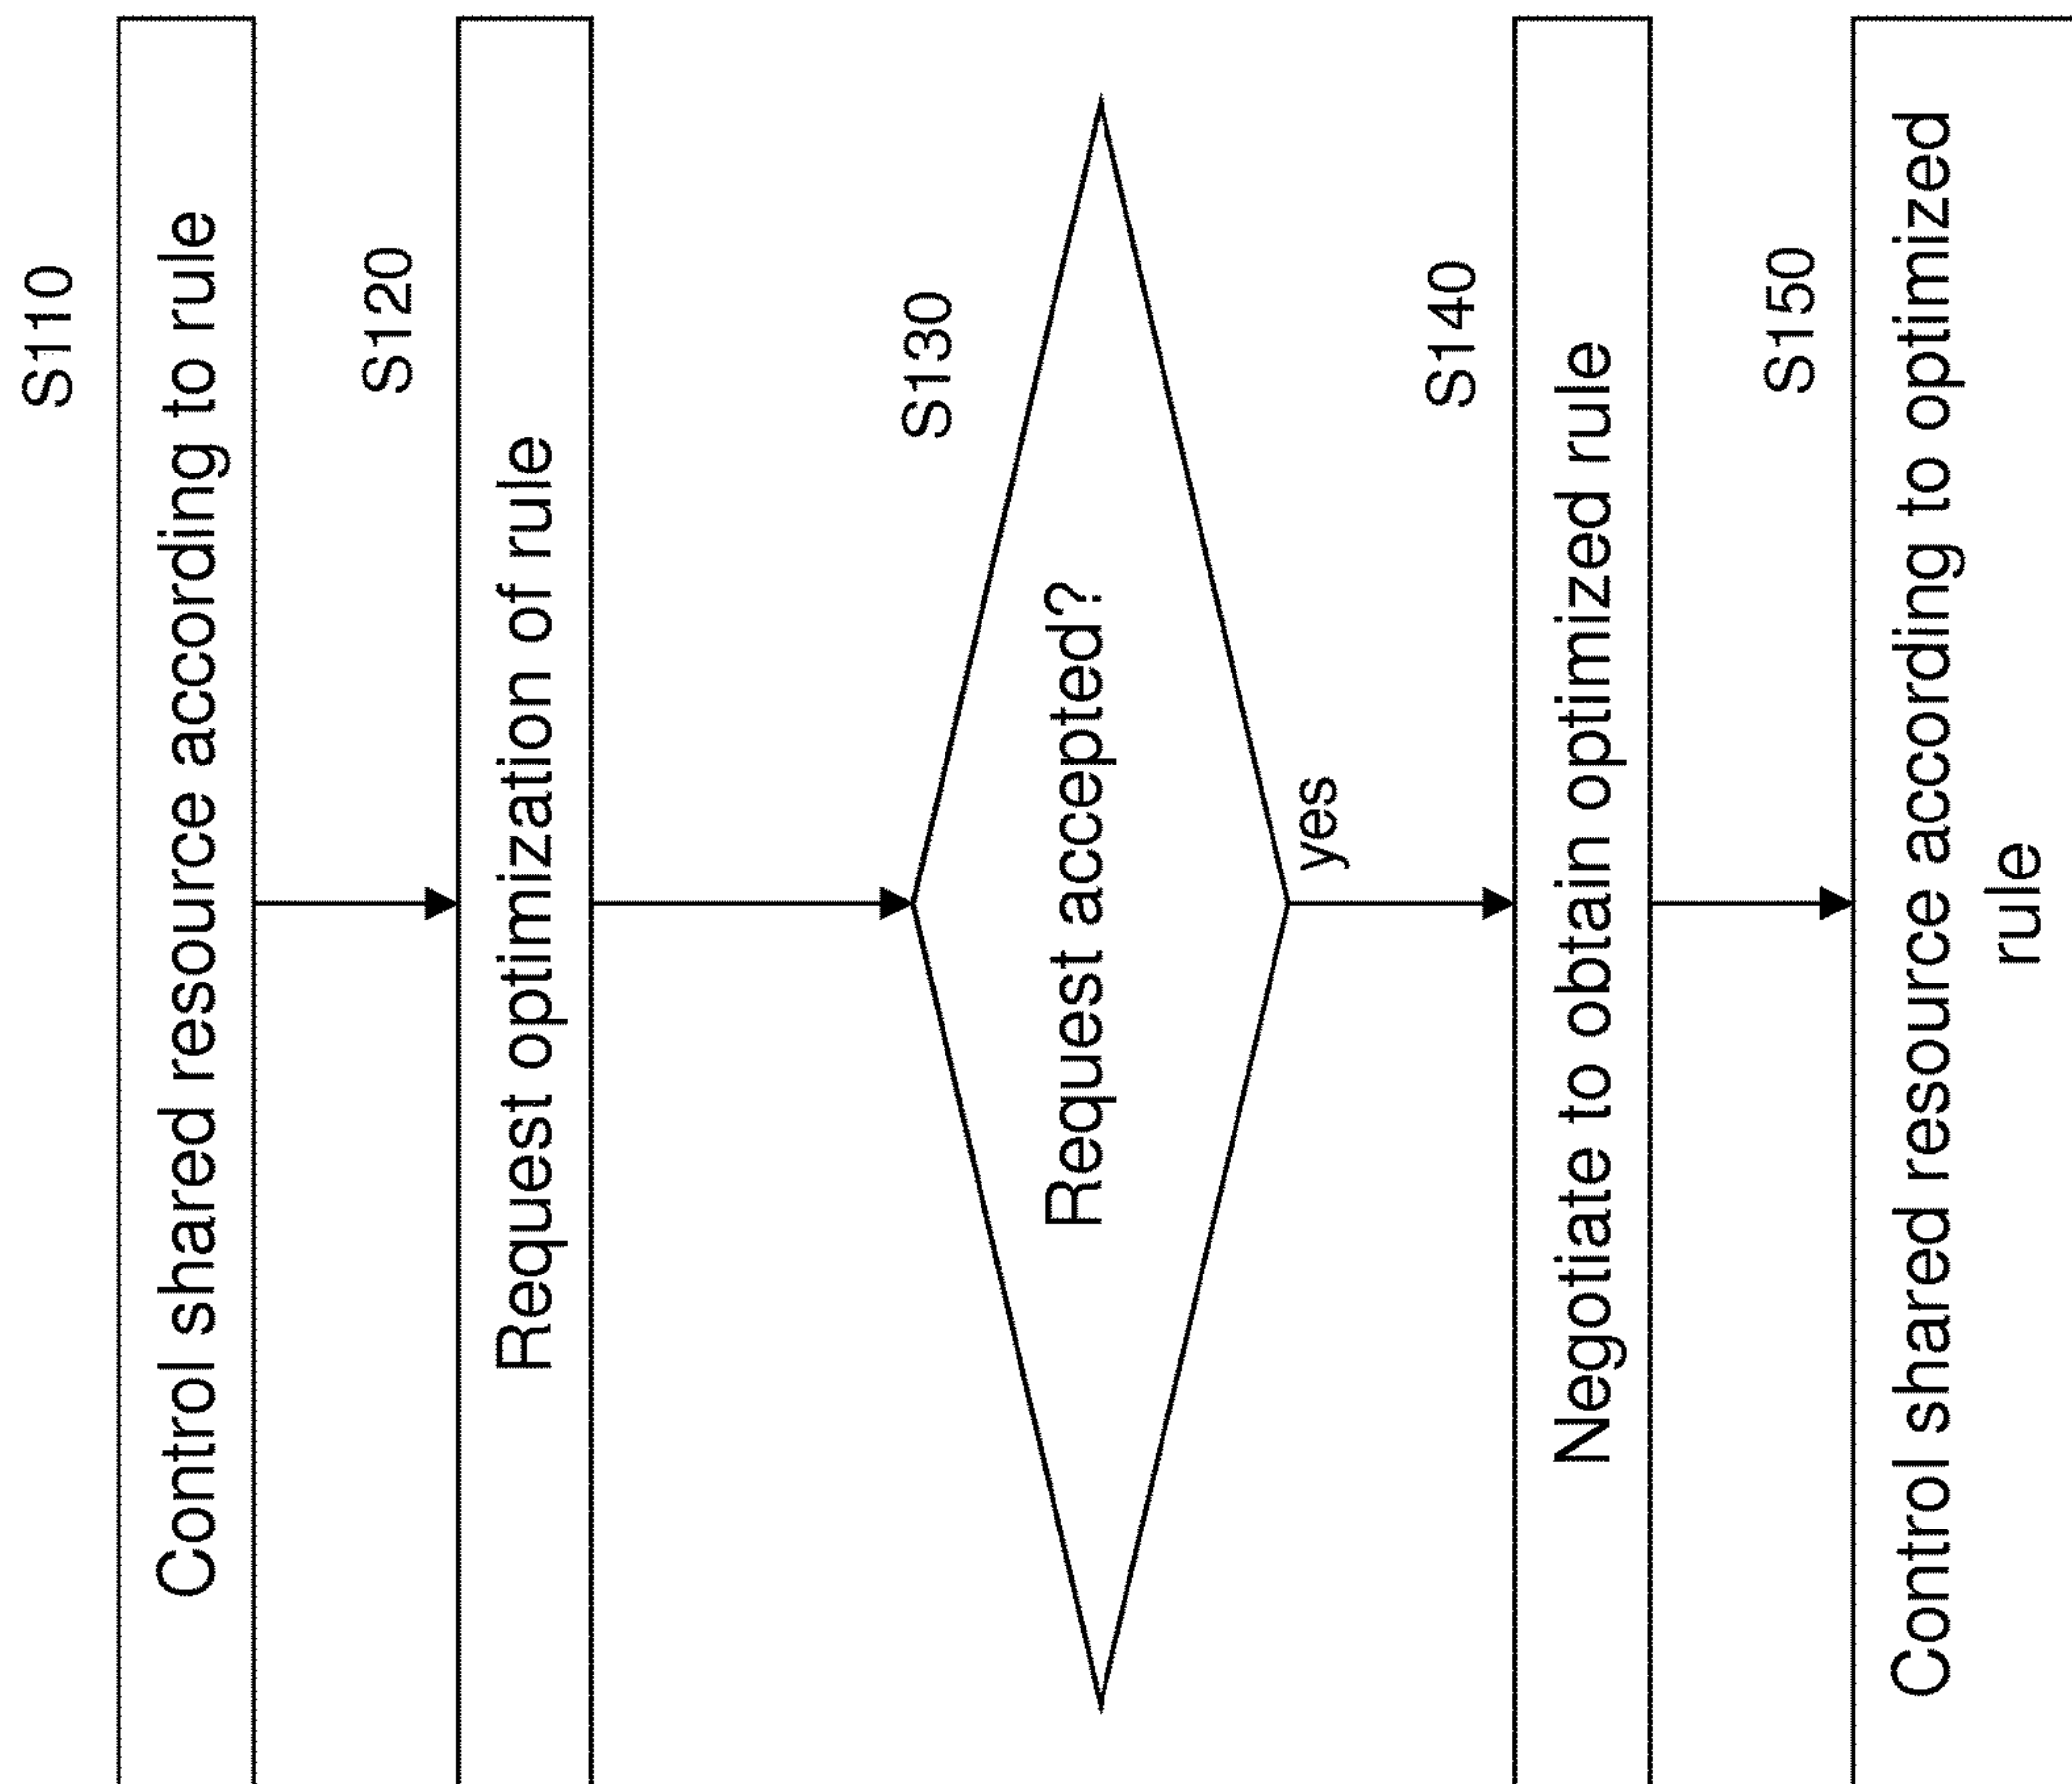 S110
Control shared resource according to rule
S120
Request optimization of rule
S130
Request accepted?
yes
S140
Negotiate to obtain optimized rule
S150
Control shared resource according to optimized
rule